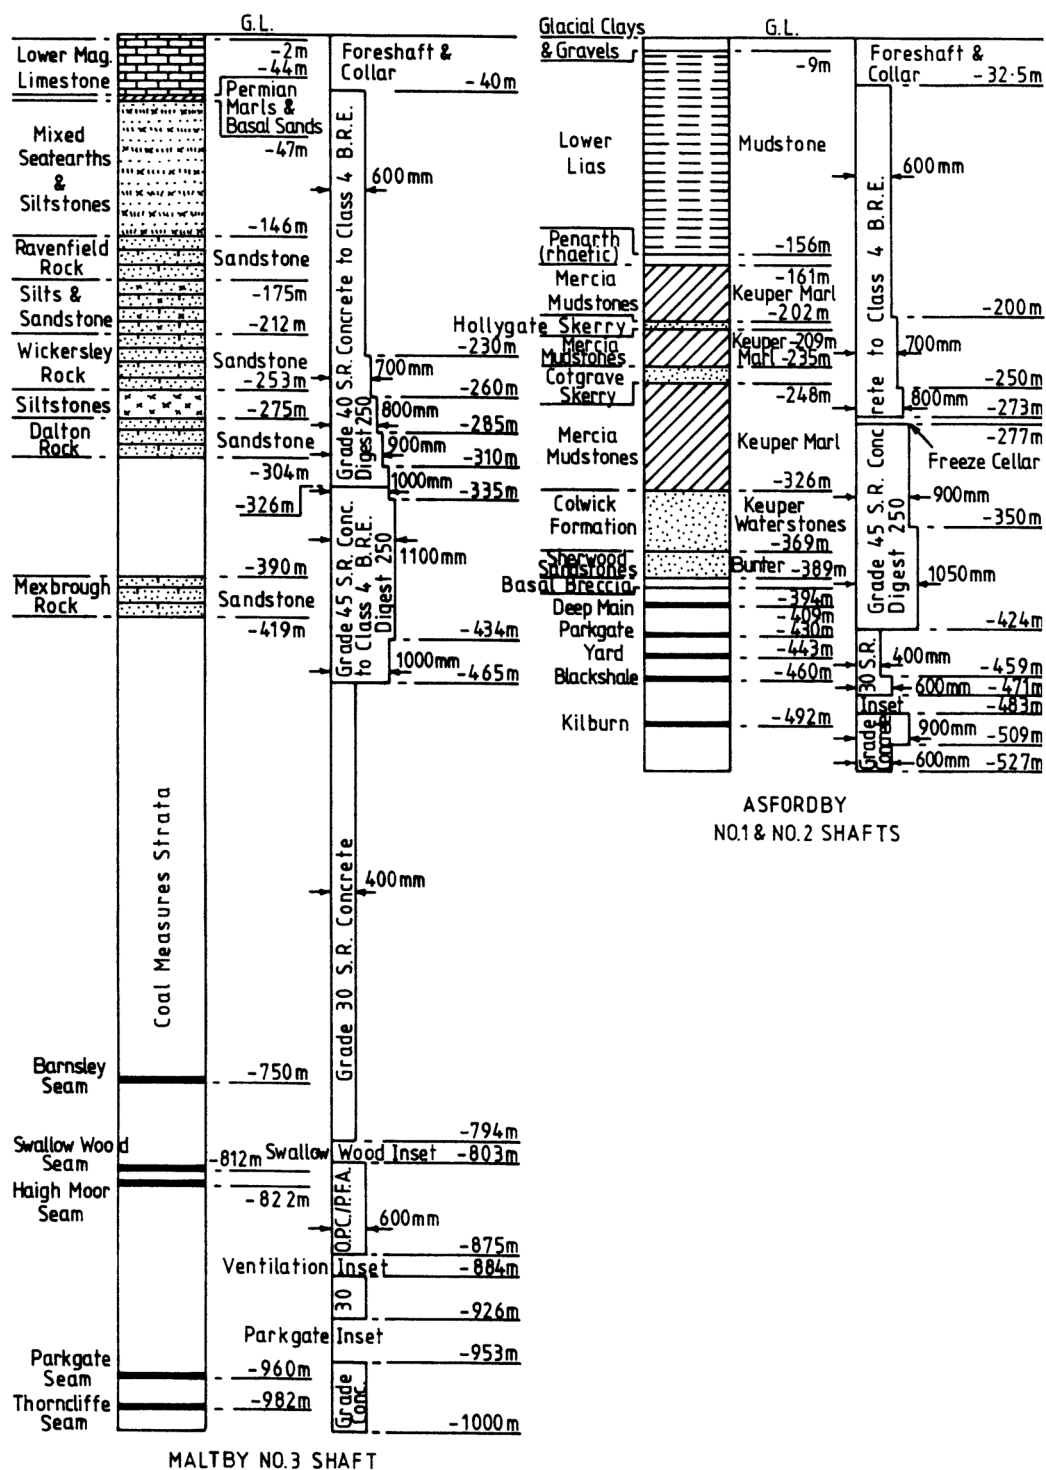 G.L.
Lower Mag.
Limestone
-2m
-44m
Permian
Marls &
Basal Sands
-47m
Foreshaft &
Collar
-40m
Mixed
Seatearths
&
Siltstones
600mm
-146m
Ravenfield
Rock
Sandstone
Silts &
Sandstone
-175m
-212m
Wickersley
Rock
Sandstone
-253m
-230m
700mm
-260m
Siltstones
-275m
800mm
-285m
Dalton
Rock
Sandstone
900mm
-310m
-304m
1000mm
-335m
-326m
Grade 40 S.R. Concrete to Class 4 B.R.E.
Digest 250
1100mm
-390m
Mexbrough
Rock
Sandstone
-419m
-434m
1000mm
-465m
Grade 45 S.R. Conc.
to Class 4 B.R.E.
Digest 250
Coal Measures Strata
400mm
Grade 30 S.R. Concrete
Barnsley
Seam
-750m
-794m
Swallow Wood
Seam
-812m
Swallow Wood Inset
-803m
Haigh Moor
Seam
-822m
O.P.C./P.F.A.
600mm
-875m
Ventilation Inset
-884m
30
-926m
Parkgate Inset
-953m
Parkgate
Seam
-960m
Thorncliffe
Seam
-982m
Grade
Conc.
-1000m
MALTBY NO.3 SHAFT
Glacial Clays
& Gravels
G.L.
-9m
Foreshaft &
Collar
-32·5m
Lower
Lias
Mudstone
600mm
Penarth
(rhaetic)
-156m
Mercia
Mudstones
-161m
Keuper Marl
-202m
-200m
Hollygate Skerry
Mercia
Mudstones
Keuper -209m
Marl -235m
700mm
Cotgrave
Skerry
-248m
-250m
800mm
-273m
-277m
Freeze Cellar
Mercia
Mudstones
Keuper Marl
-326m
900mm
Colwick
Formation
Keuper
Waterstones
-350m
-369m
Sherwood
Sandstones
Bunter -389m
1050mm
Basal Breccia
-394m
Deep Main
-409m
Parkgate
-430m
-424m
Yard
-443m
400mm
-459m
Blackshale
-460m
600mm
-471m
Inset
-483m
Kilburn
-492m
900mm
-509m
600mm
-527m
Grade 45 S.R. Concrete to Class 4 B.R.E.
Digest 250
30 S.R.
Grade
Concrete
ASFORDBY
NO.1 & NO.2 SHAFTS